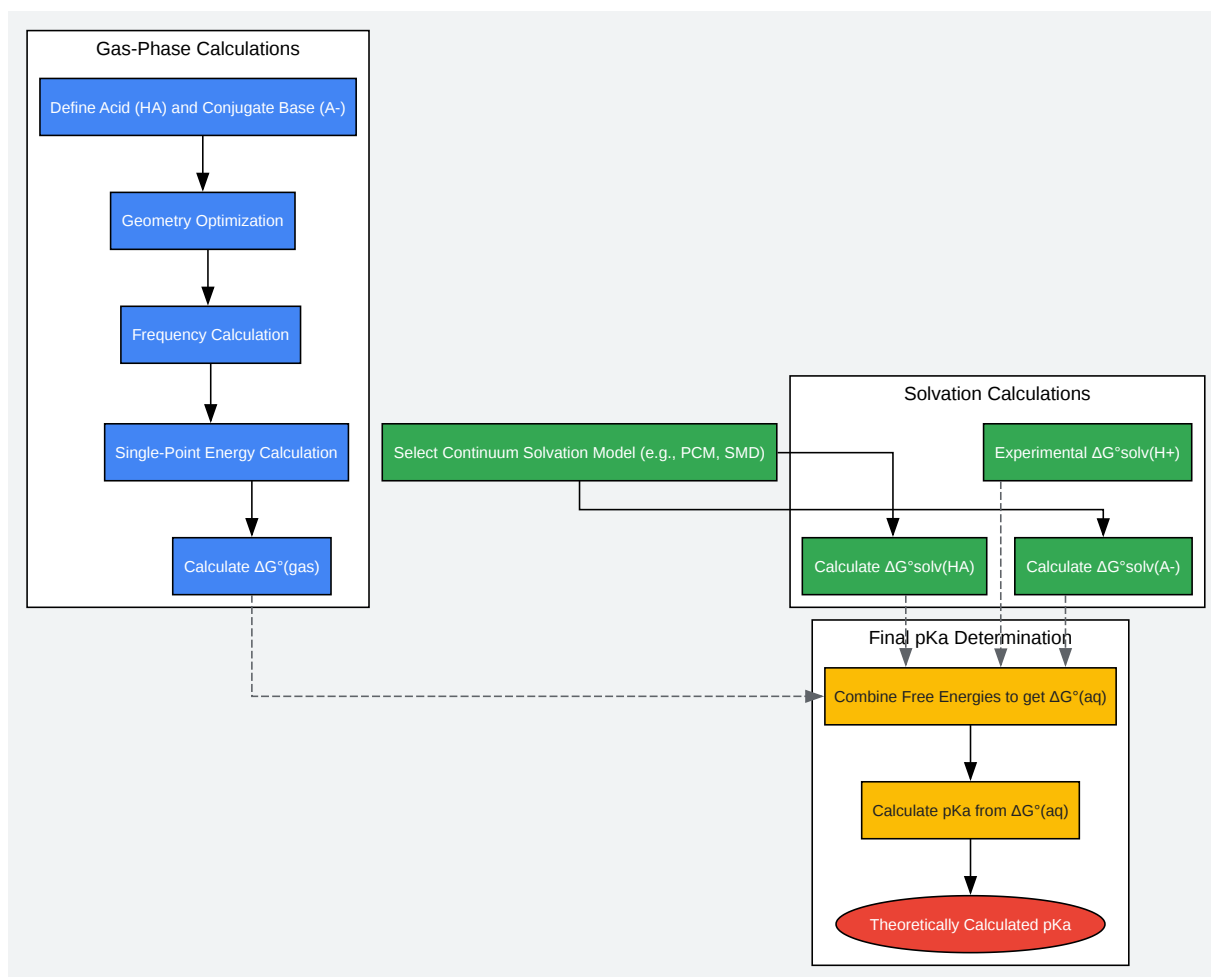 Gas-Phase Calculations
Define Acid (HA) and Conjugate Base (A-)
Geometry Optimization
Frequency Calculation
Single-Point Energy Calculation
Calculate ΔG°(gas)
Select Continuum Solvation Model (e.g., PCM, SMD)
Solvation Calculations
Experimental ΔG°solv(H+)
Calculate ΔG°solv(HA)
Calculate ΔG°solv(A-)
Final pKa Determination
Combine Free Energies to get ΔG°(aq)
Calculate pKa from ΔG°(aq)
Theoretically Calculated pKa